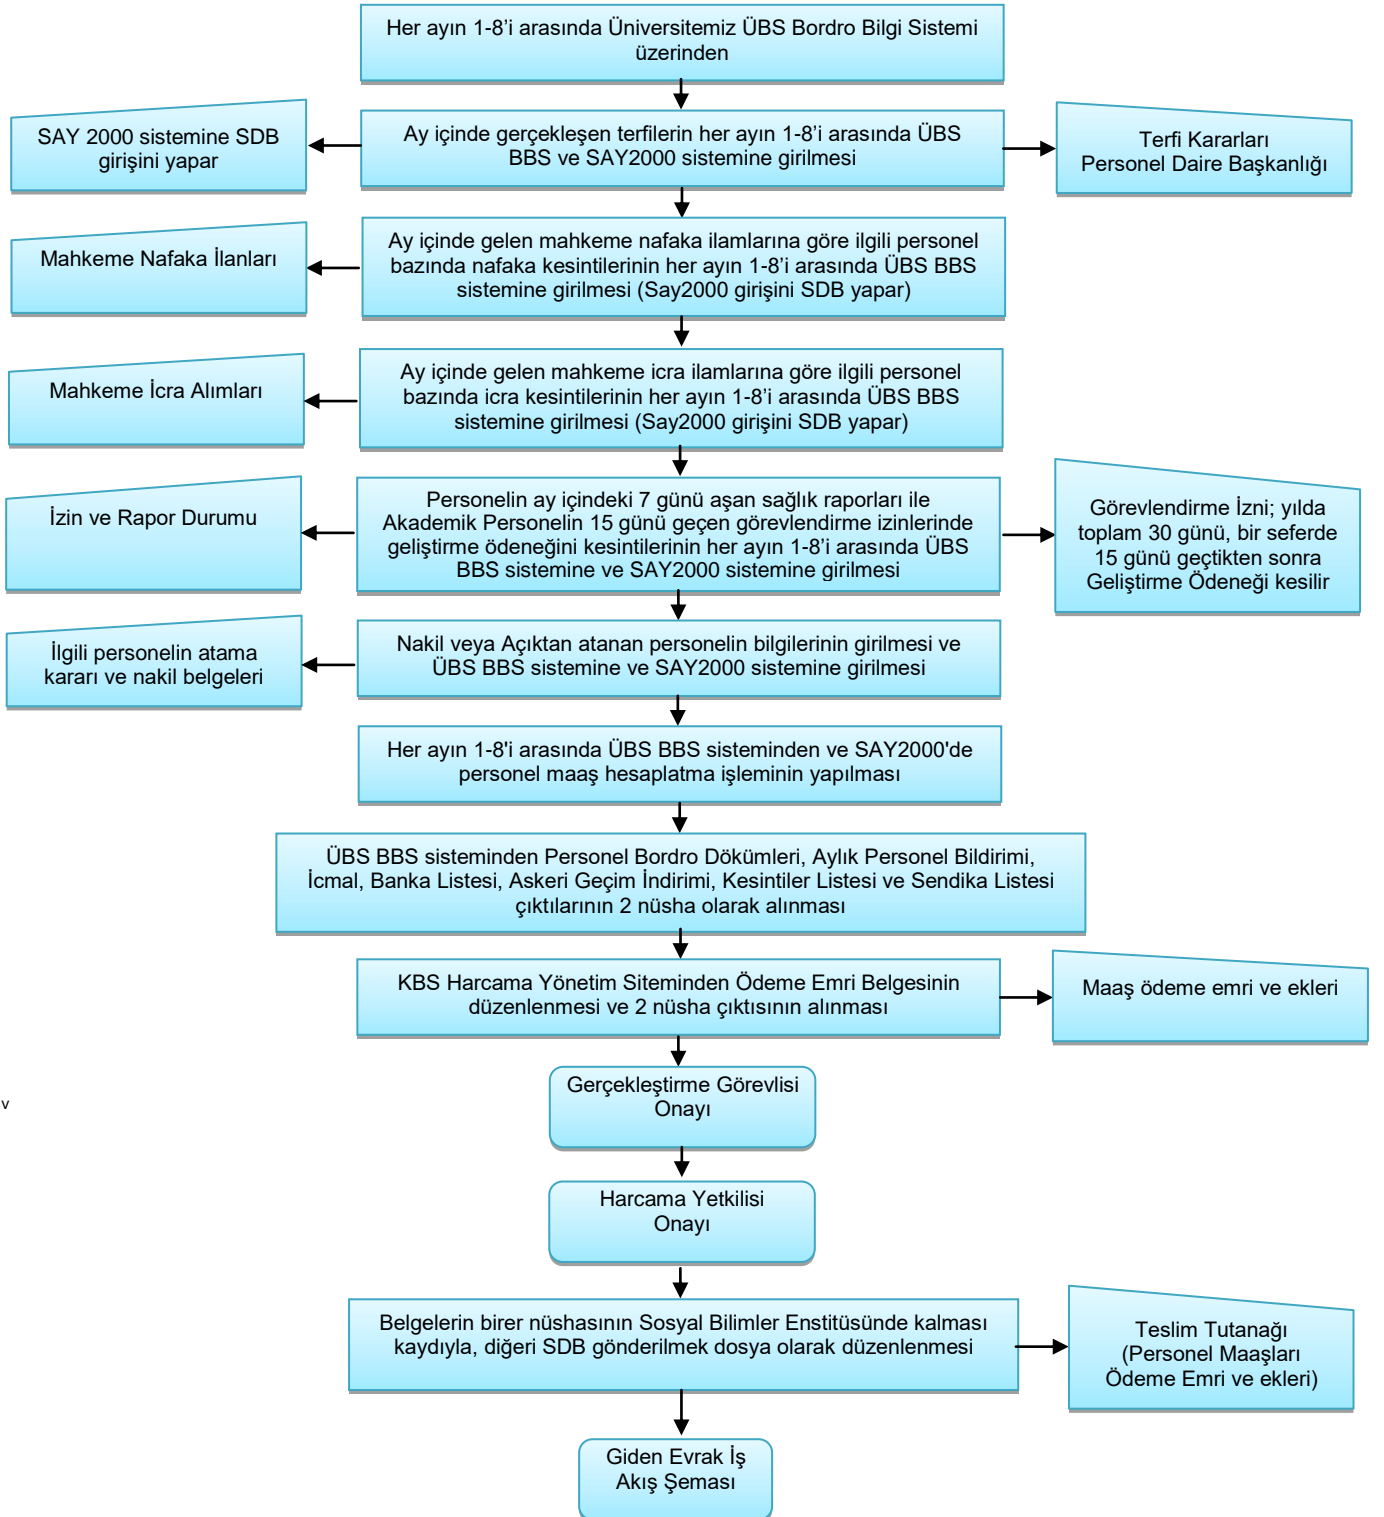 Her ayın 1-8’i arasında Üniversitemiz ÜBS Bordro Bilgi Sistemi
üzerinden
SAY 2000 sistemine SDB
girişini yapar
Ay içinde gerçekleşen terfilerin her ayın 1-8’i arasında ÜBS
BBS ve SAY2000 sistemine girilmesi
Terfi Kararları
Personel Daire Başkanlığı
Mahkeme Nafaka İlanları
Ay içinde gelen mahkeme nafaka ilamlarına göre ilgili personel
bazında nafaka kesintilerinin her ayın 1-8’i arasında ÜBS BBS
sistemine girilmesi (Say2000 girişini SDB yapar)
Mahkeme İcra Alımları
Ay içinde gelen mahkeme icra ilamlarına göre ilgili personel
bazında icra kesintilerinin her ayın 1-8’i arasında ÜBS BBS
sistemine girilmesi (Say2000 girişini SDB yapar)
İzin ve Rapor Durumu
Personelin ay içindeki 7 günü aşan sağlık raporları ile
Akademik Personelin 15 günü geçen görevlendirme izinlerinde
geliştirme ödeneğini kesintilerinin her ayın 1-8’i arasında ÜBS
BBS sistemine ve SAY2000 sistemine girilmesi
Görevlendirme İzni; yılda
toplam 30 günü, bir seferde
15 günü geçtikten sonra
Geliştirme Ödeneği kesilir
İlgili personelin atama
kararı ve nakil belgeleri
Nakil veya Açıktan atanan personelin bilgilerinin girilmesi ve
ÜBS BBS sistemine ve SAY2000 sistemine girilmesi
Her ayın 1-8'i arasında ÜBS BBS sisteminden ve SAY2000'de
personel maaş hesaplatma işleminin yapılması
ÜBS BBS sisteminden Personel Bordro Dökümleri, Aylık Personel Bildirimi,
İcmal, Banka Listesi, Askeri Geçim İndirimi, Kesintiler Listesi ve Sendika Listesi
çıktılarının 2 nüsha olarak alınması
KBS Harcama Yönetim Siteminden Ödeme Emri Belgesinin
düzenlenmesi ve 2 nüsha çıktısının alınması
Maaş ödeme emri ve ekleri
Gerçekleştirme Görevlisi
Onayı
v
Harcama Yetkilisi
Onayı
Belgelerin birer nüshasının Sosyal Bilimler Enstitüsünde kalması
kaydıyla, diğeri SDB gönderilmek dosya olarak düzenlenmesi
Teslim Tutanağı
(Personel Maaşları
Ödeme Emri ve ekleri)
Giden Evrak İş
Akış Şeması